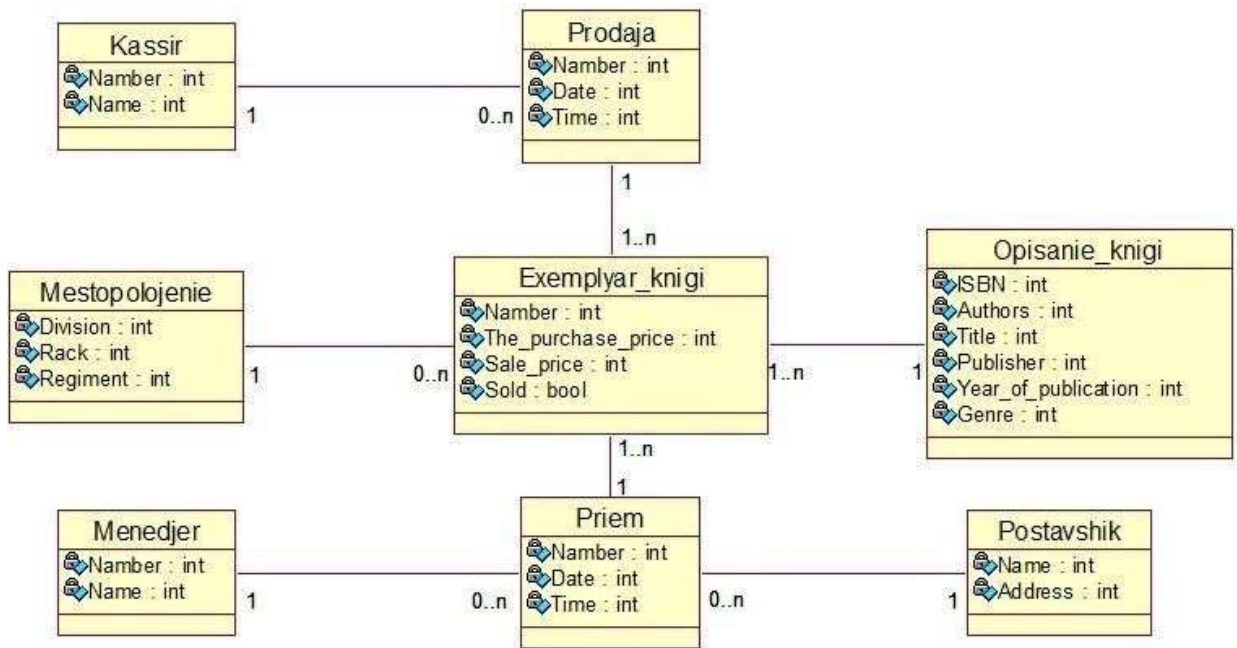 Kassir
Namber : int
Name : int
1
0..n
Prodaja
Namber : int
Date : int
Time : int
1
1..n
Mestopolojenie
Division : int
Rack : int
Regiment : int
1
0..n
Exemplyar_knigi
Namber : int
The_purchase_price : int
Sale_price : int
Sold : bool
1..n
1
Opisanie_knigi
ISBN : int
Authors : int
Title : int
Publisher : int
Year_of_publication : int
Genre : int
1..n
1
Menedjer
Namber : int
Name : int
1
0..n
Priem
Namber : int
Date : int
Time : int
0..n
1
Postavshik
Name : int
Address : int